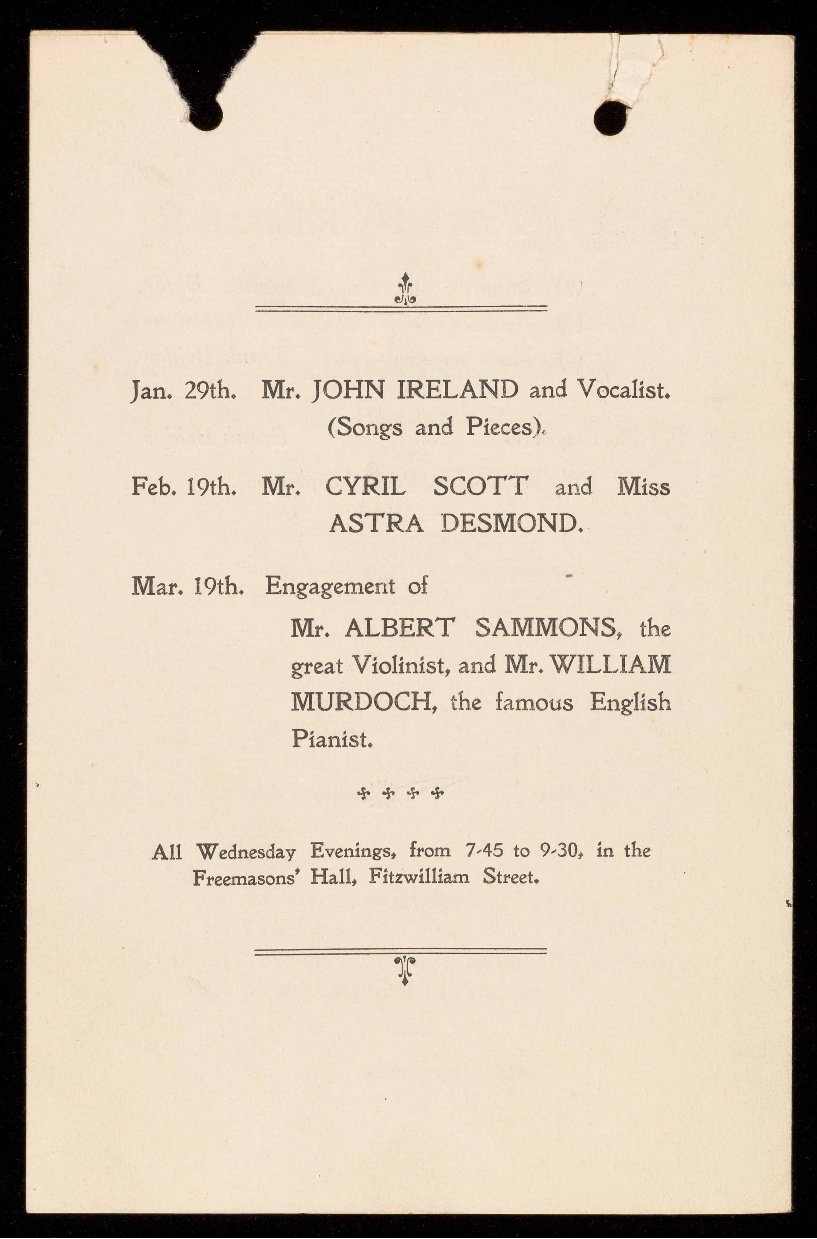 Jan. 29th. Mr. JOHN IRELAND and Vocalist.
(Songs and Pieces).
Feb. 19th. Mr. CYRIL SCOTT and Miss
ASTRA DESMOND.
Mar. 19th. Engagement of
Mr. ALBERT SAMMONS, the
great Violinist, and Mr. WILLIAM
MURDOCH, the famous English
Pianist.
All Wednesday Evenings, from 7-45 to 9-30, in the
Freemasons' Hall, Fitzwilliam Street.